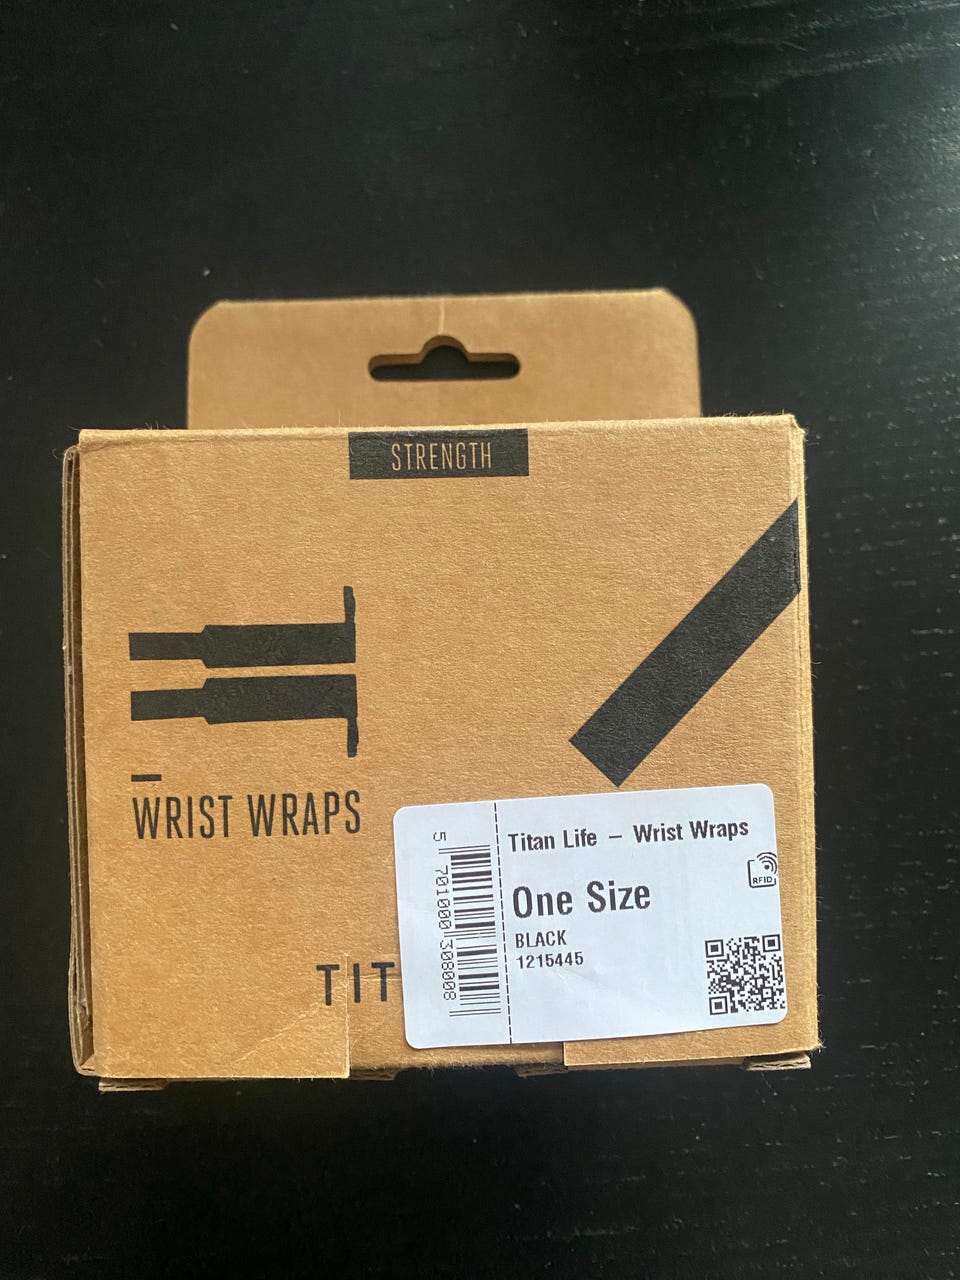 STRENGTH
WRIST WRAPS
TIT
Titan Life – Wrist Wraps
RFID
One Size
BLACK
1215445
5 701000 308008